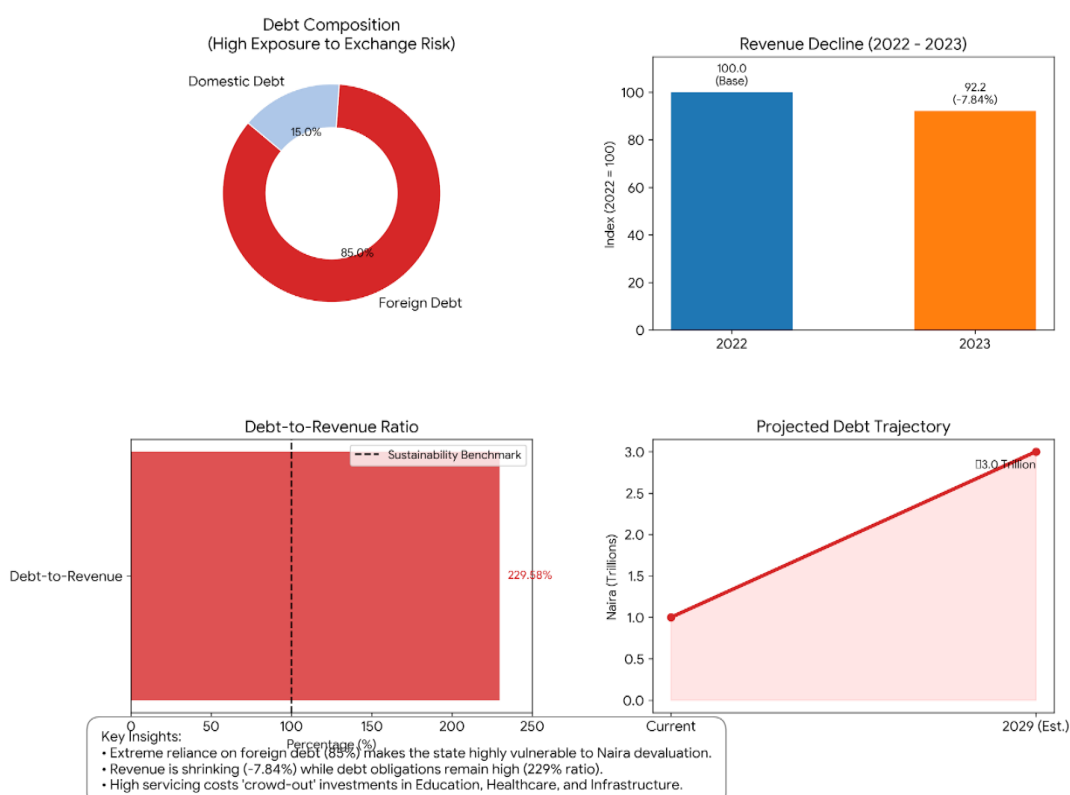 Debt Composition
(High Exposure to Exchange Risk)
Domestic Debt
15.0%
85.0%
Foreign Debt
Revenue Decline (2022 - 2023)
100.0
(Base)
92.2
(-7.84%)
Index (2022 = 100)
100
80
60
40
20
0
2022
2023
Debt-to-Revenue Ratio
Sustainability Benchmark
Debt-to-Revenue
229.58%
0
50
100
150
200
250
Percentage (%)
Projected Debt Trajectory
▯3.0 Trillion
Naira (Trillions)
3.0
2.5
2.0
1.5
1.0
0.5
0.0
Current
2029 (Est.)
Key Insights:
• Extreme reliance on foreign debt (85%) makes the state highly vulnerable to Naira devaluation.
• Revenue is shrinking (-7.84%) while debt obligations remain high (229% ratio).
• High servicing costs 'crowd-out' investments in Education, Healthcare, and Infrastructure.